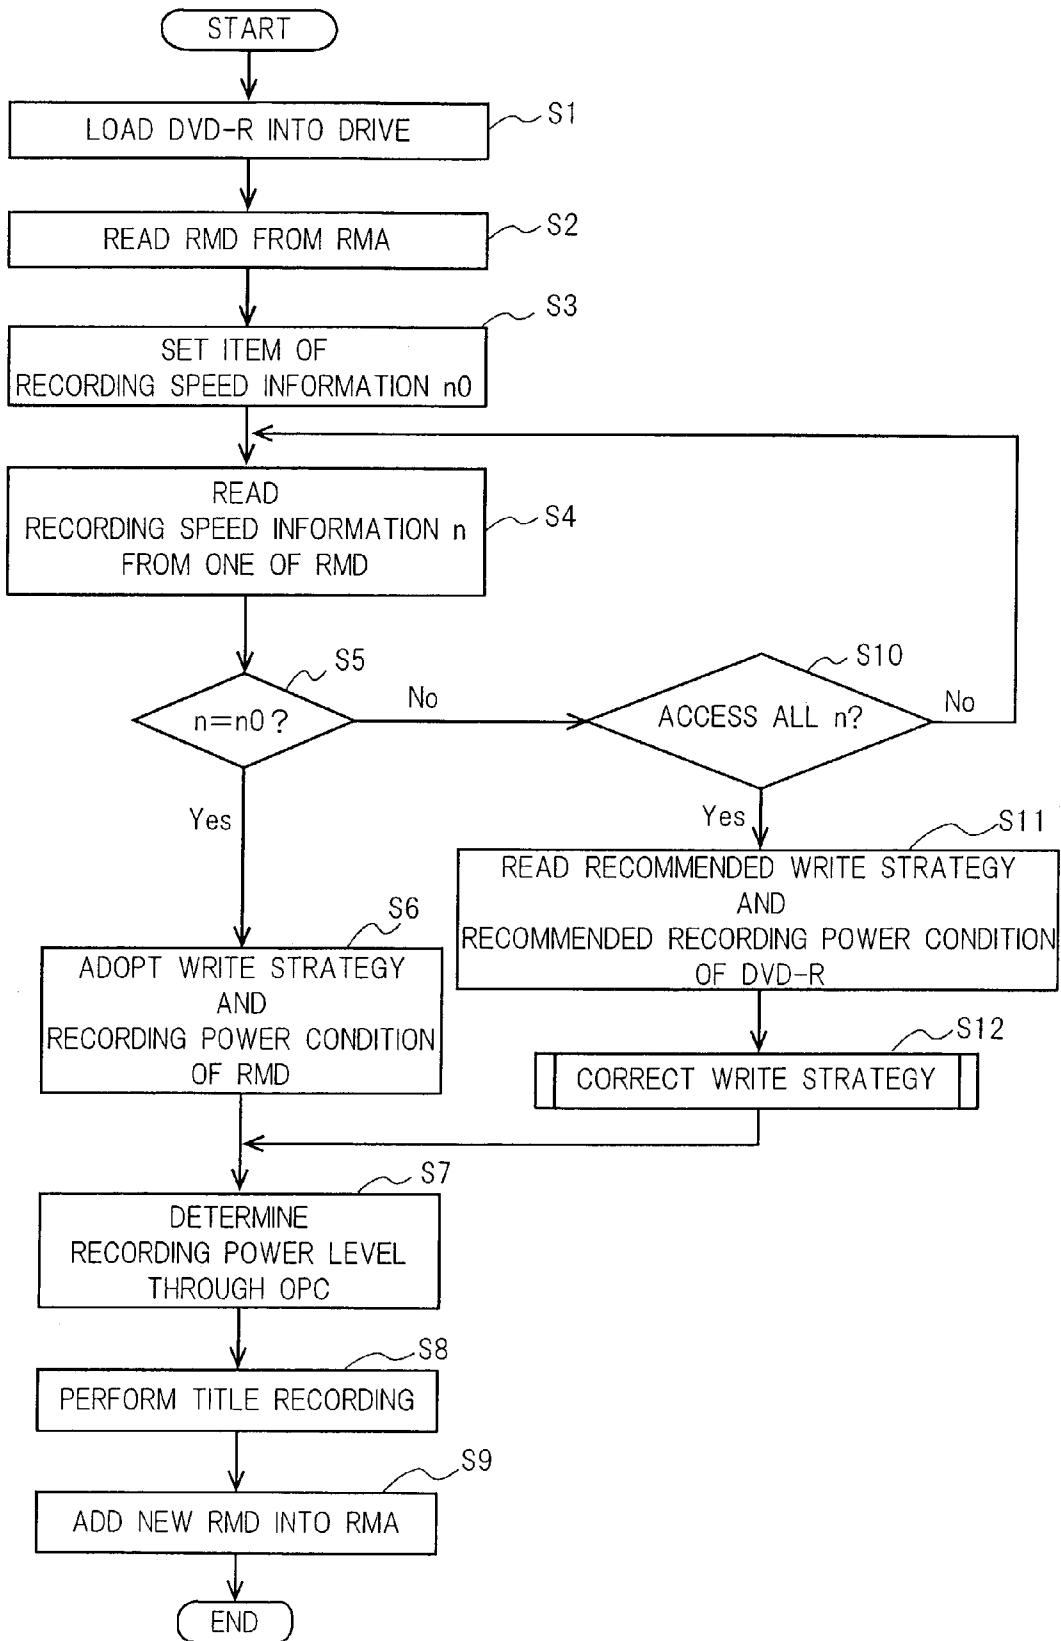 START
LOAD DVD-R INTO DRIVE
S1
READ RMD FROM RMA
S2
S3
SET ITEM OF
RECORDING SPEED INFORMATION n0
READ
RECORDING SPEED INFORMATION n
FROM ONE OF RMD
S4
S5
n=n0?
No
S10
ACCESS ALL n?
No
Yes
Yes
S11
READ RECOMMENDED WRITE STRATEGY
AND
RECOMMENDED RECORDING POWER CONDITION
OF DVD-R
S6
ADOPT WRITE STRATEGY
AND
RECORDING POWER CONDITION
OF RMD
S12
CORRECT WRITE STRATEGY
S7
DETERMINE
RECORDING POWER LEVEL
THROUGH OPC
S8
PERFORM TITLE RECORDING
S9
ADD NEW RMD INTO RMA
END